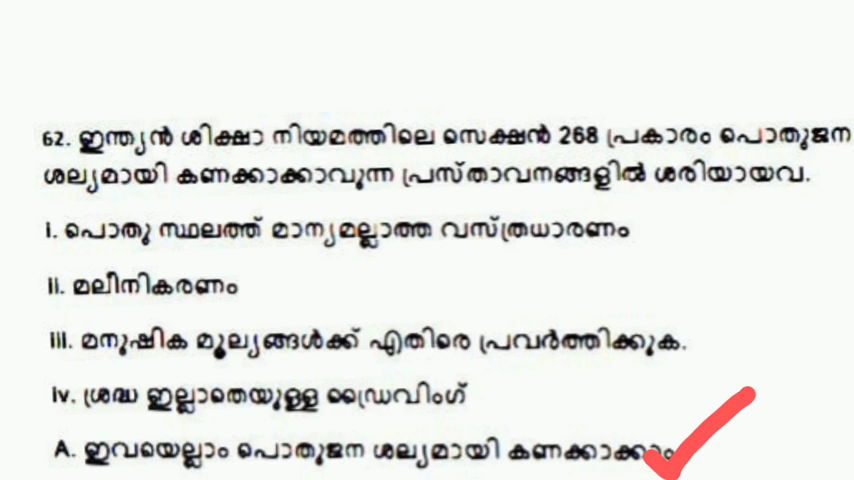 62. ഇന്ത്യൻ ശിക്ഷാ നിയമത്തിലെ സെക്ഷൻ 268 പ്രകാരം പൊതുജന
ശല്യമായി കണക്കാക്കാവുന്ന പ്രസ്താവനങ്ങളിൽ ശരിയായവ.
i. പൊതു സ്ഥലത്ത് മാന്യമല്ലാത്ത വസ്ത്രധാരണം
ii. മലീനികരണം
iii. മനുഷിക മൂല്യങ്ങൾക്ക് എതിരെ പ്രവർത്തിക്കുക.
iv. ശ്രദ്ധ ഇല്ലാതെയുള്ള ഡ്രൈവിംഗ്
A. ഇവയെല്ലാം പൊതുജന ശല്യമായി കണക്കാക്കാം